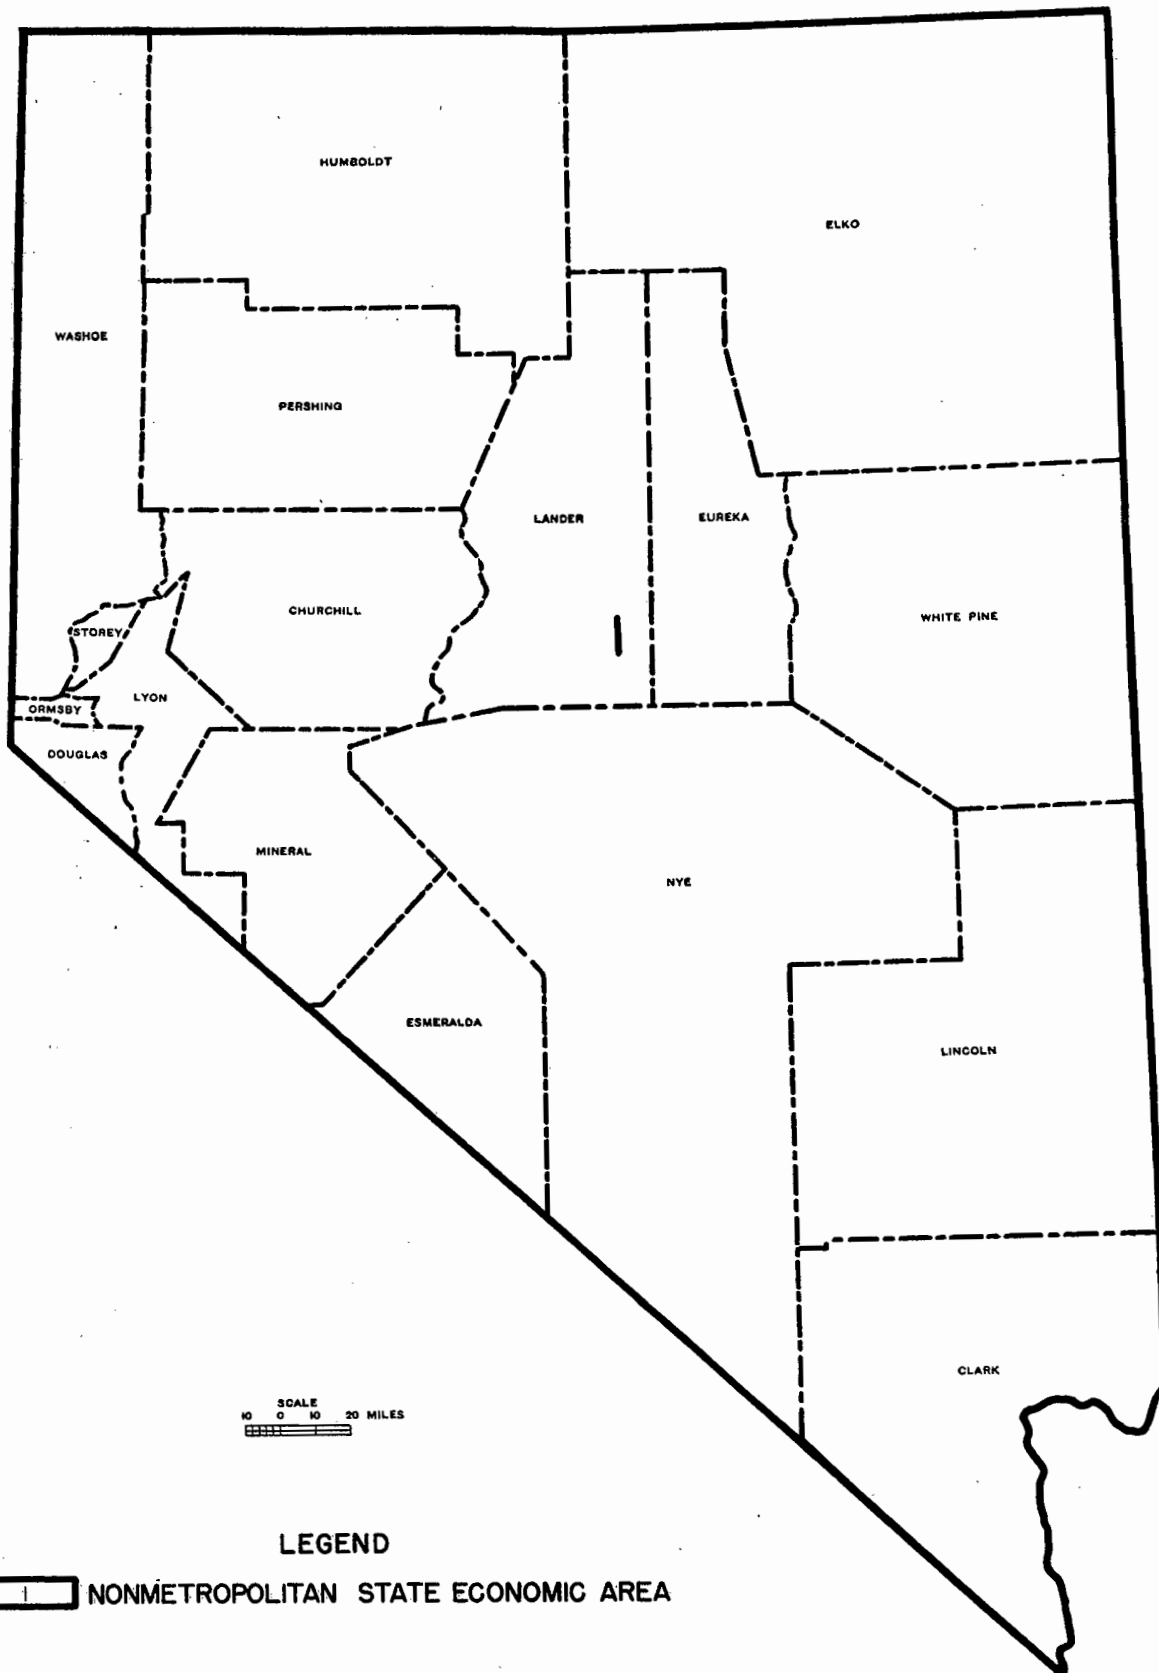 HUMBOLDT
ELKO
WASHOE
PERSHING
LANDER
EUREKA
CHURCHILL
WHITE PINE
STOREY
LYON
ORMSBY
DOUGLAS
MINERAL
NYE
ESMERALDA
LINCOLN
CLARK
1
SCALE
10 0 10 20 MILES
LEGEND
1 NONMETROPOLITAN STATE ECONOMIC AREA